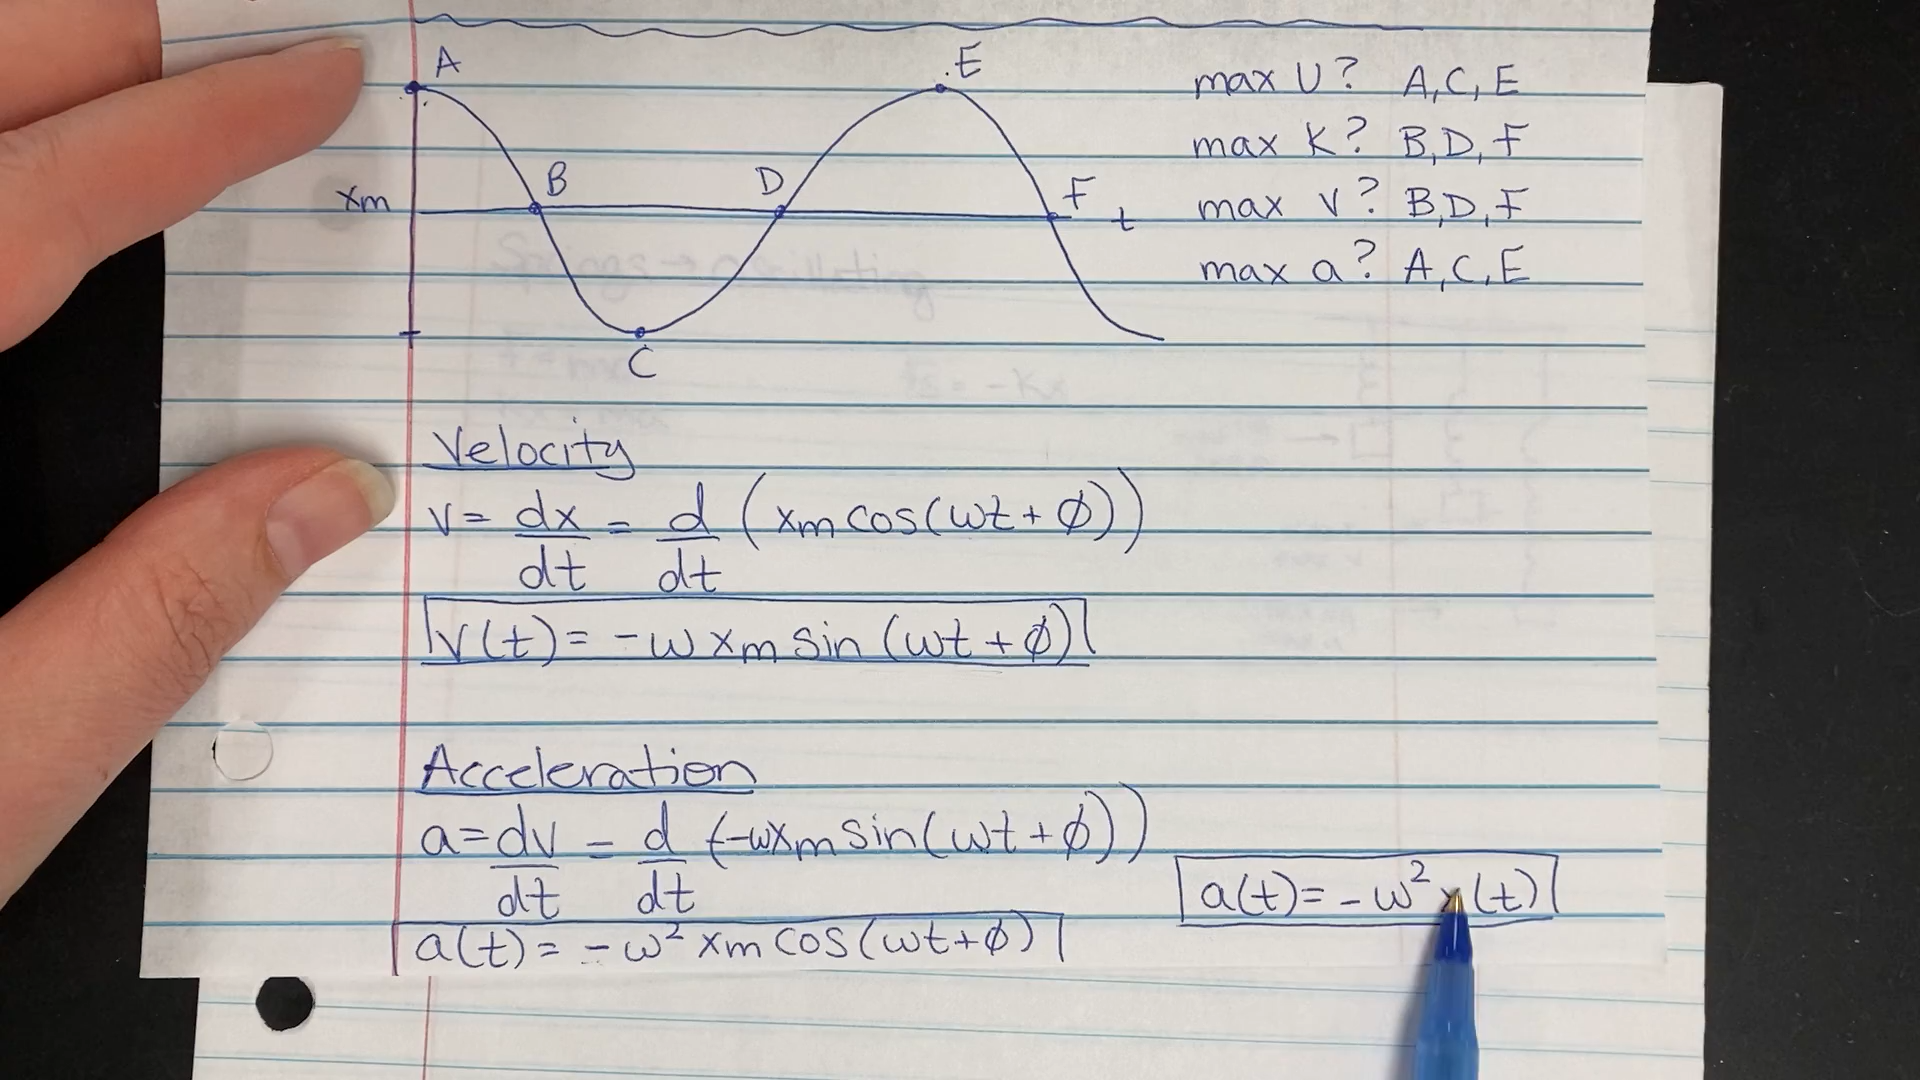 A
E
max U? A, C, E
max K? B, D, F
B
D
F
xm
t
max v? B, D, F
max a? A, C, E
C
Velocity
v = dx/dt = d/dt (xm cos(ωt + ϕ))
v(t) = -ω xm sin (ωt + ϕ)
Acceleration
a = dv/dt = d/dt (-ωxm sin(ωt + ϕ))
a(t) = -ω² x(t)
a(t) = -ω² xm cos(ωt+ϕ)